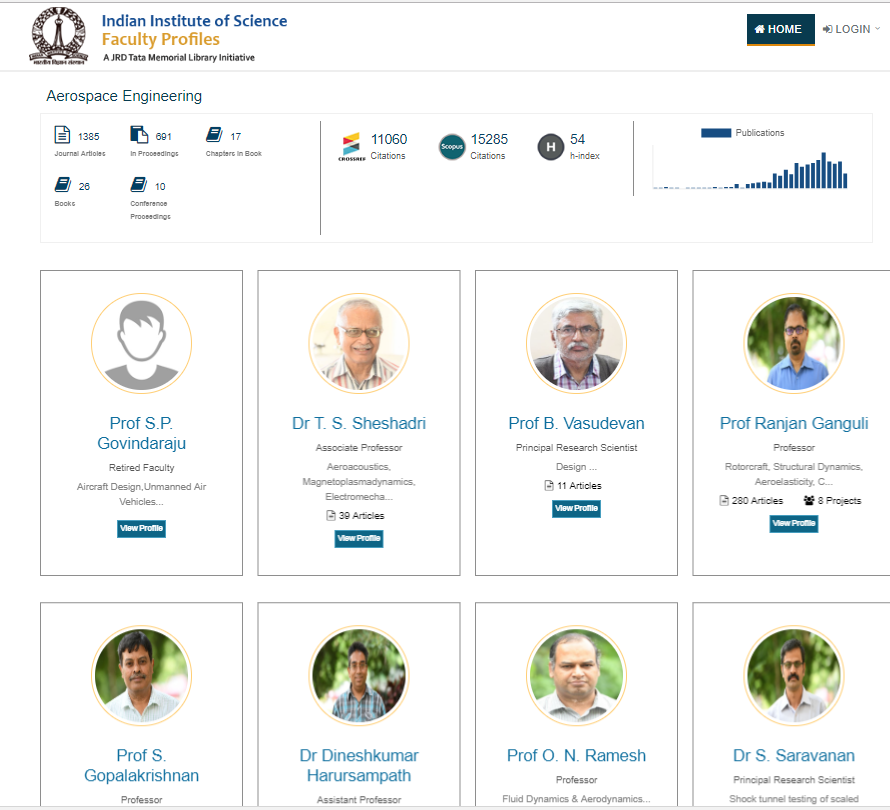 Indian Institute of Science
Faculty Profiles
A JRD Tata Memorial Library Initiative
HOME
LOGIN
Aerospace Engineering
1385
Journal Articles
691
In Proceedings
17
Chapters in Book
26
Books
10
Conference
Proceedings
CROSSREF
11060
Citations
Scopus
15285
Citations
H
54
h-index
Publications
Prof S.P.
Govindaraju
Retired Faculty
Aircraft Design,Unmanned Air
Vehicles...
View Profile
Dr T. S. Sheshadri
Associate Professor
Aeroacoustics,
Magnetoplasmadynamics,
Electromecha...
39 Articles
View Profile
Prof B. Vasudevan
Principal Research Scientist
Design ...
11 Articles
View Profile
Prof Ranjan Ganguli
Professor
Rotorcraft, Structural Dynamics,
Aeroelasticity, C...
280 Articles 8 Projects
View Profile
Prof S.
Gopalakrishnan
Professor
Dr Dineshkumar
Harursampath
Assistant Professor
Prof O. N. Ramesh
Professor
Fluid Dynamics & Aerodynamics...
Dr S. Saravanan
Principal Research Scientist
Shock tunnel testing of scaled